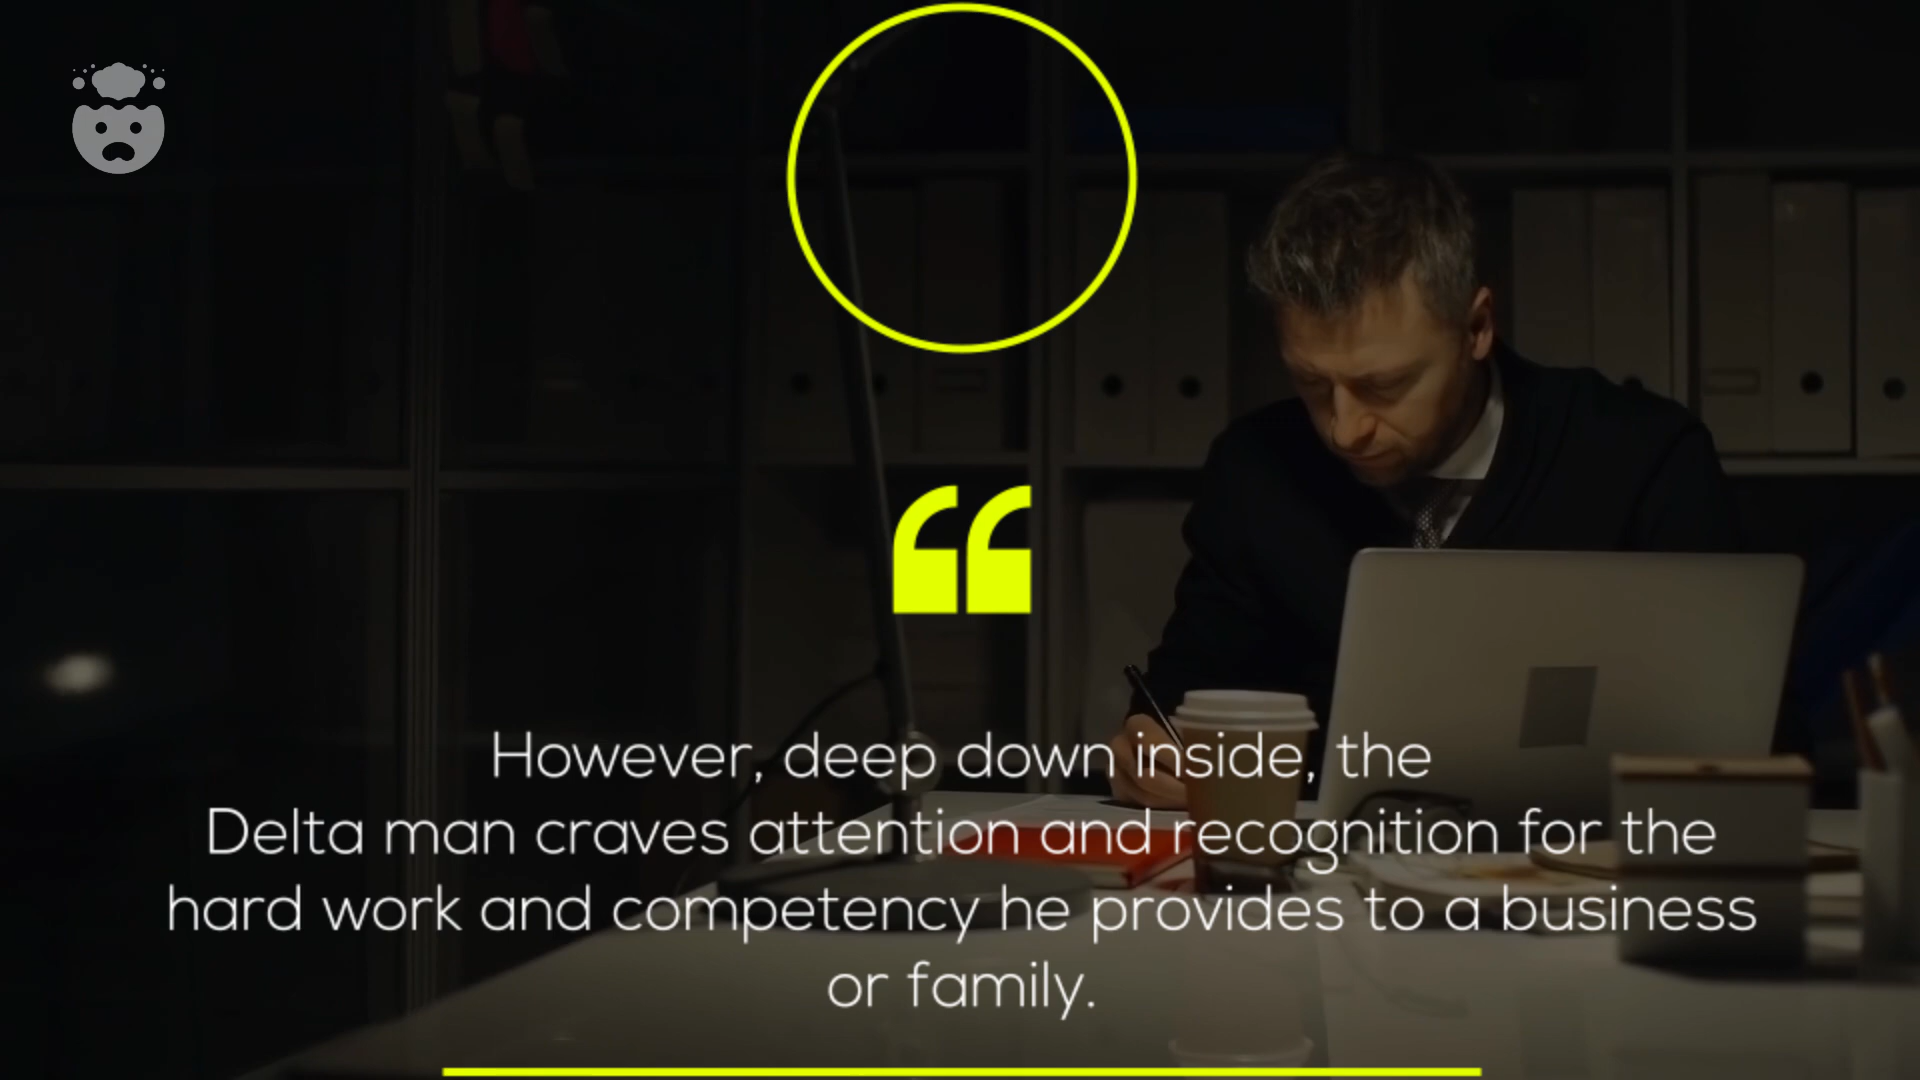 However, deep down inside, the
Delta man craves attention and recognition for the
hard work and competency he provides to a business
or family.